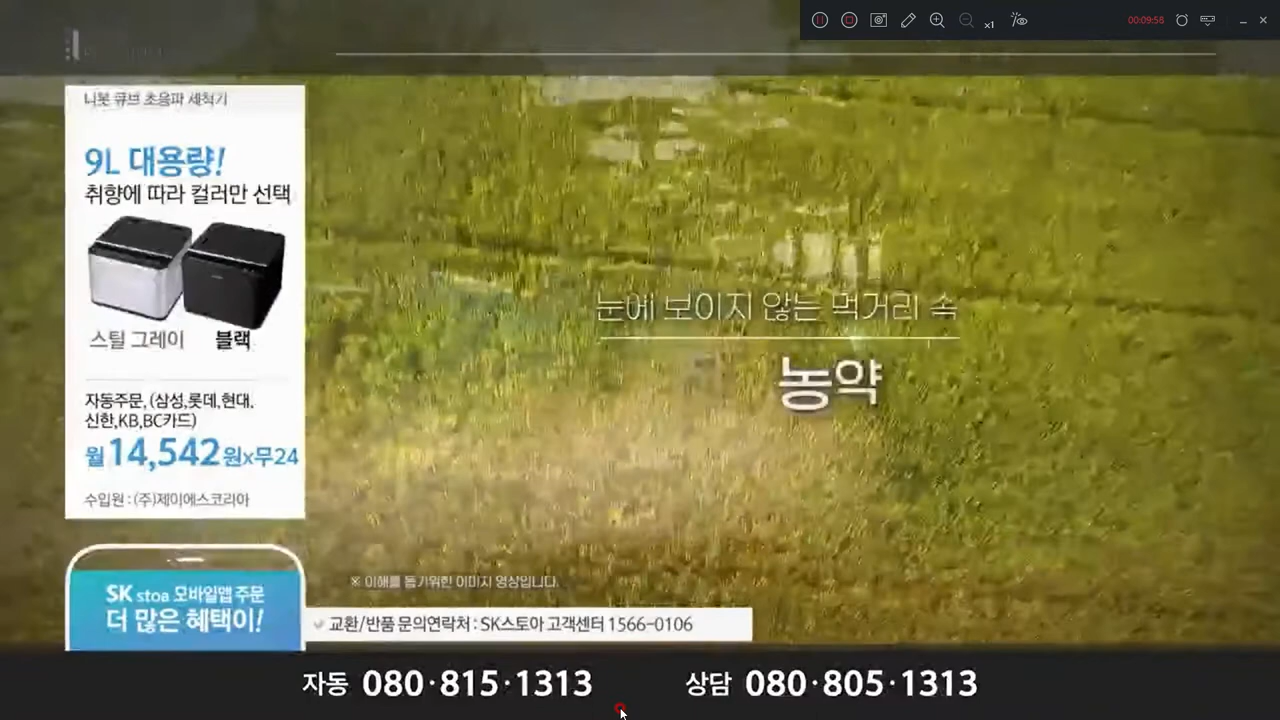 x1
00:09:58
니봇 큐브 초음파 세척기
9L 대용량!
취향에 따라 컬러만 선택
스틸 그레이
블랙
자동주문, (삼성,롯데,현대,
신한,KB,BC카드)
월14,542원x무24
수입원 : (주)제이에스코리아
눈에 보이지 않는 먹거리 속
농약
※ 이해를 돕기위한 이미지 영상입니다.
SK stoa 모바일앱 주문
더 많은 혜택이!
교환/반품 문의연락처 : SK스토아 고객센터 1566-0106
자동 080·815·1313
상담 080·805·1313